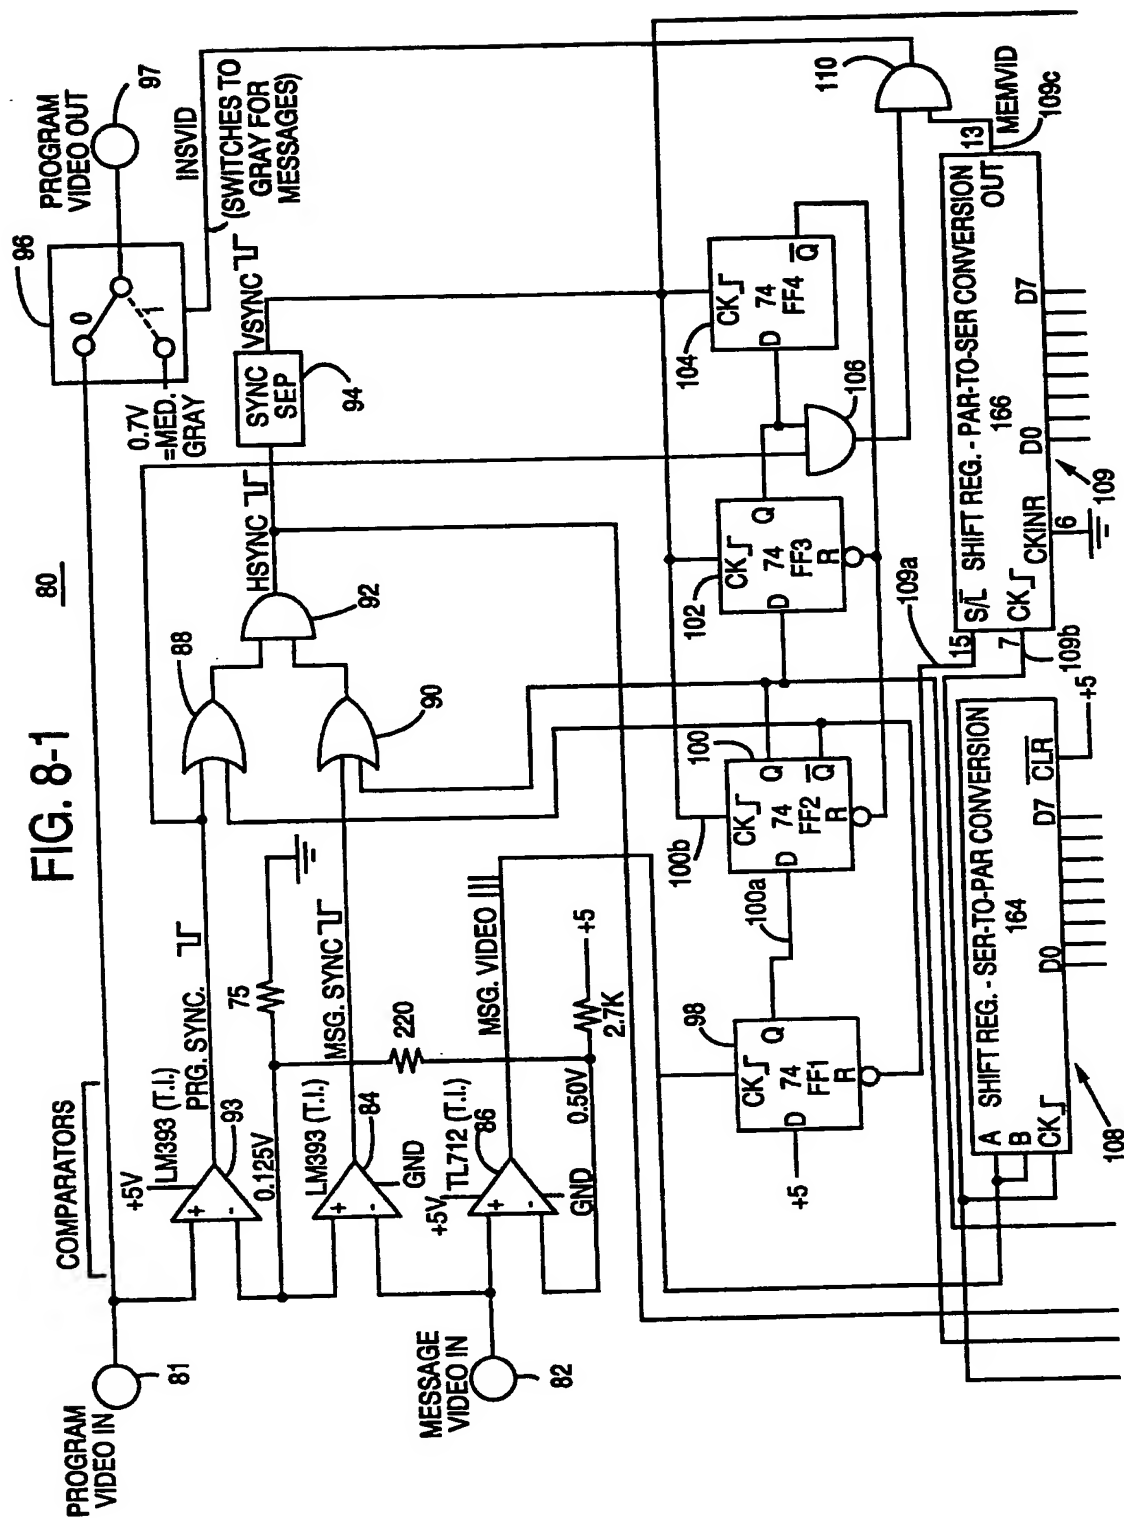 FIG. 8-1
80
COMPARATORS
PROGRAM
VIDEO IN
81
+5V
LM393 (T.I.)
PRG. SYNC.
93
+
-
0.125V
75
LM393 (T.I.)
84
MSG. SYNC
+
-
GND
220
MESSAGE
VIDEO IN
82
+5V
TL712 (T.I.)
86
+
-
GND
MSG. VIDEO
0.50V
2.7K
+5
88
90
92
HSYNC
SYNC
SEP
94
VSYNC
0.7V
=MED.
GRAY
0
1
96
PROGRAM
VIDEO OUT
97
INSVID
(SWITCHES TO
GRAY FOR
MESSAGES)
98
CK
D
74
FF1
Q
R
+5
100a
100b
100
CK
D
74
FF2
Q
Q
R
102
CK
D
74
FF3
Q
R
104
CK
D
74
FF4
Q
106
110
109a
108
A
B
CK
SHIFT REG. - SER-TO-PAR CONVERSION
164
D0
D7
CLR
+5
15
7
109b
S/L
CK
SHIFT REG. - PAR-TO-SER CONVERSION
166
CKINR
6
D0
D7
OUT
13
MEMVID
109c
109